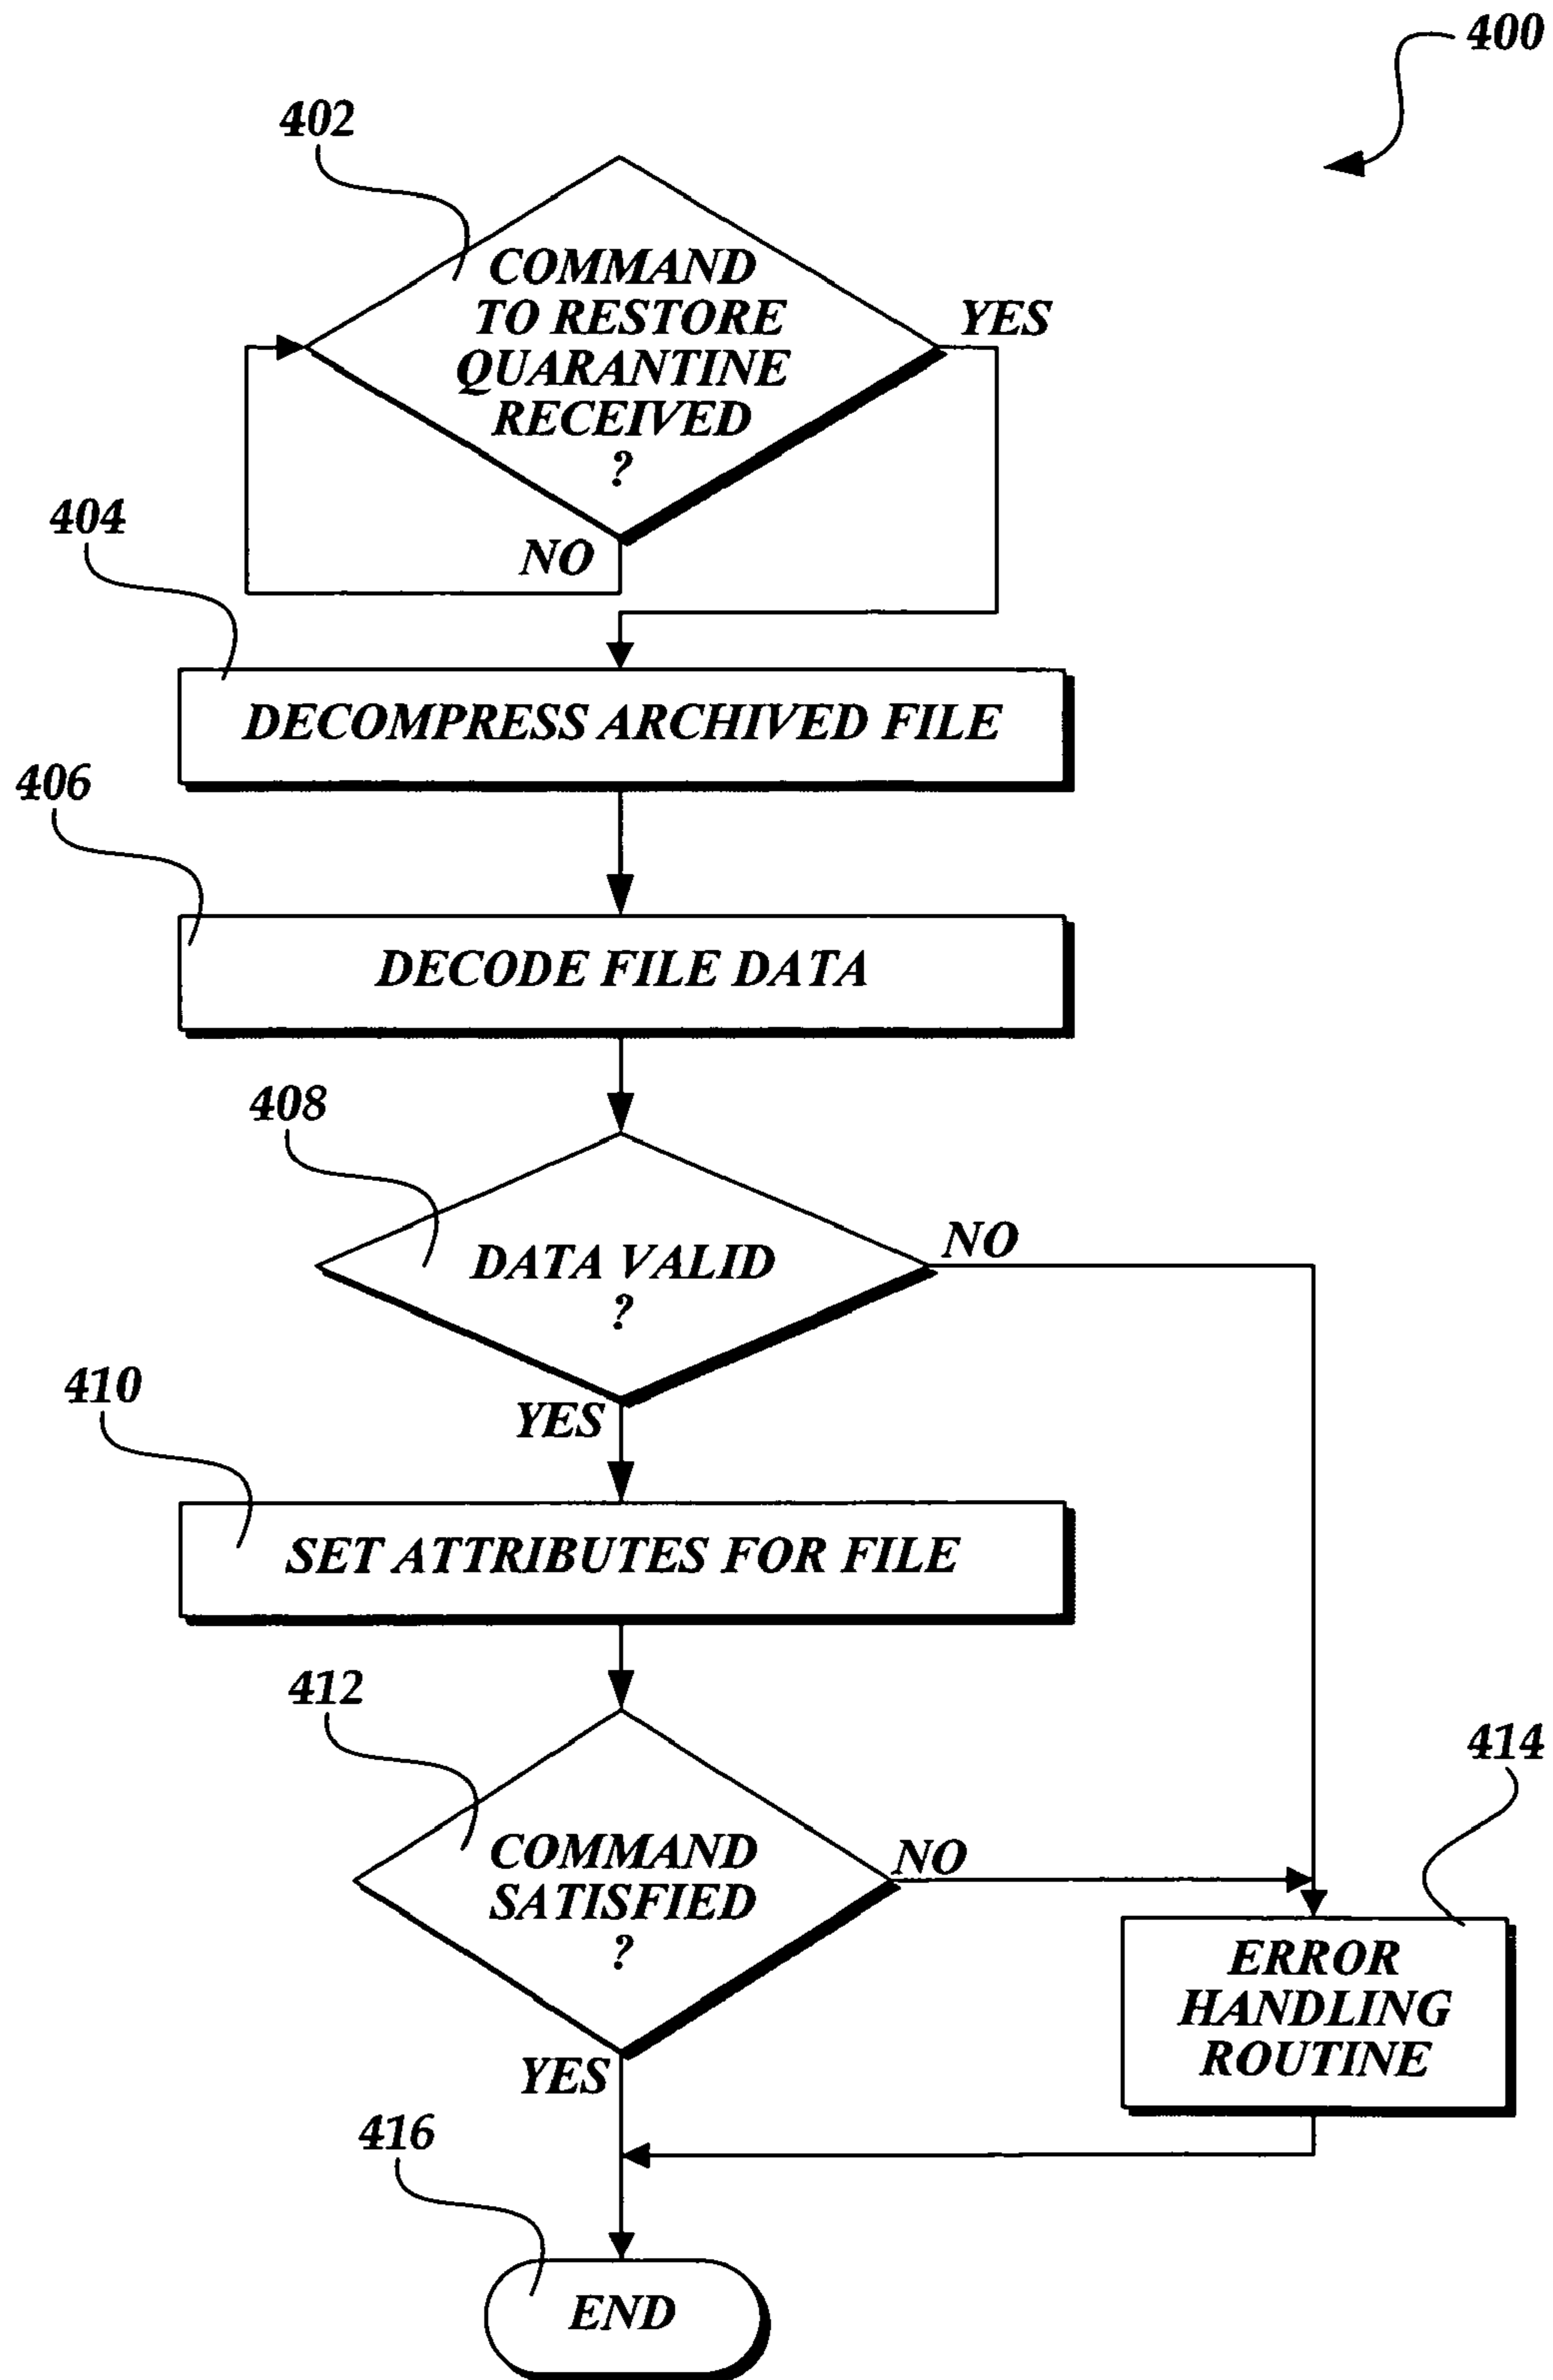 400
402
COMMAND
TO RESTORE
QUARANTINE
RECEIVED
?
YES
NO
404
DECOMPRESS ARCHIVED FILE
406
DECODE FILE DATA
408
DATA VALID
?
NO
YES
410
SET ATTRIBUTES FOR FILE
412
COMMAND
SATISFIED
?
NO
YES
414
ERROR
HANDLING
ROUTINE
416
END